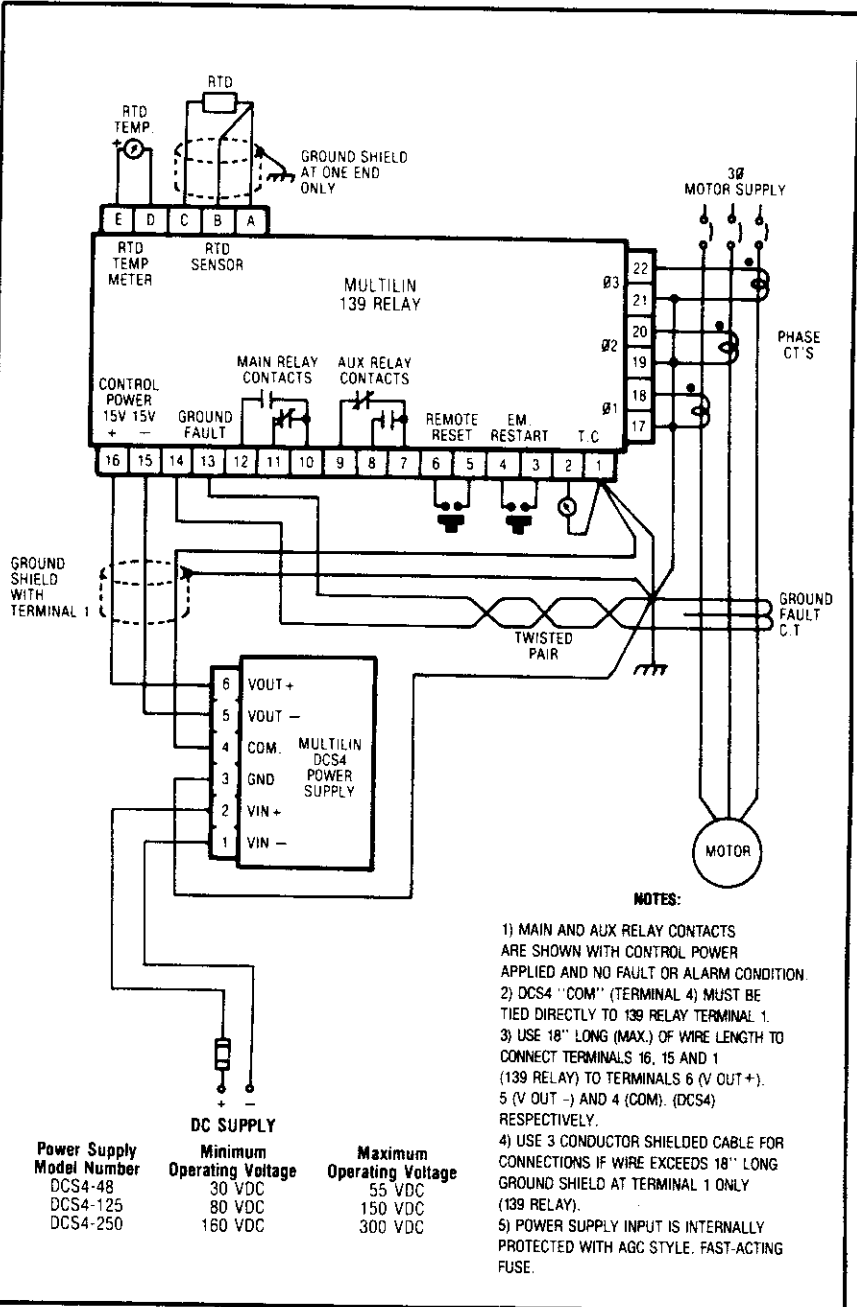 RTD
RTD
TEMP.
+
GROUND SHIELD
AT ONE END
ONLY
3Ø
MOTOR SUPPLY
E D C B A
RTD
TEMP
METER
RTD
SENSOR
MULTILIN
139 RELAY
Ø3
22
21
Ø2
20
19
Ø1
18
17
PHASE
CT'S
MAIN RELAY
CONTACTS
AUX RELAY
CONTACTS
CONTROL
POWER
15V 15V
+ −
GROUND
FAULT
REMOTE
RESET
EM.
RESTART
T.C
16 15 14 13 12 11 10 9 8 7 6 5 4 3 2 1
GROUND
SHIELD
WITH
TERMINAL 1
TWISTED
PAIR
GROUND
FAULT
C.T
6 VOUT +
5 VOUT −
4 COM.
3 GND
2 VIN +
1 VIN −
MULTILIN
DCS4
POWER
SUPPLY
MOTOR
+ −
DC SUPPLY
Power Supply Model Number Minimum Operating Voltage Maximum Operating Voltage
DCS4-48 30 VDC 55 VDC
DCS4-125 80 VDC 150 VDC
DCS4-250 160 VDC 300 VDC
NOTES:
1) MAIN AND AUX RELAY CONTACTS
ARE SHOWN WITH CONTROL POWER
APPLIED AND NO FAULT OR ALARM CONDITION.
2) DCS4 "COM" (TERMINAL 4) MUST BE
TIED DIRECTLY TO 139 RELAY TERMINAL 1.
3) USE 18" LONG (MAX.) OF WIRE LENGTH TO
CONNECT TERMINALS 16, 15 AND 1
(139 RELAY) TO TERMINALS 6 (V OUT +).
5 (V OUT -) AND 4 (COM). (DCS4)
RESPECTIVELY.
4) USE 3 CONDUCTOR SHIELDED CABLE FOR
CONNECTIONS IF WIRE EXCEEDS 18" LONG
GROUND SHIELD AT TERMINAL 1 ONLY
(139 RELAY).
5) POWER SUPPLY INPUT IS INTERNALLY
PROTECTED WITH AGC STYLE. FAST-ACTING
FUSE.